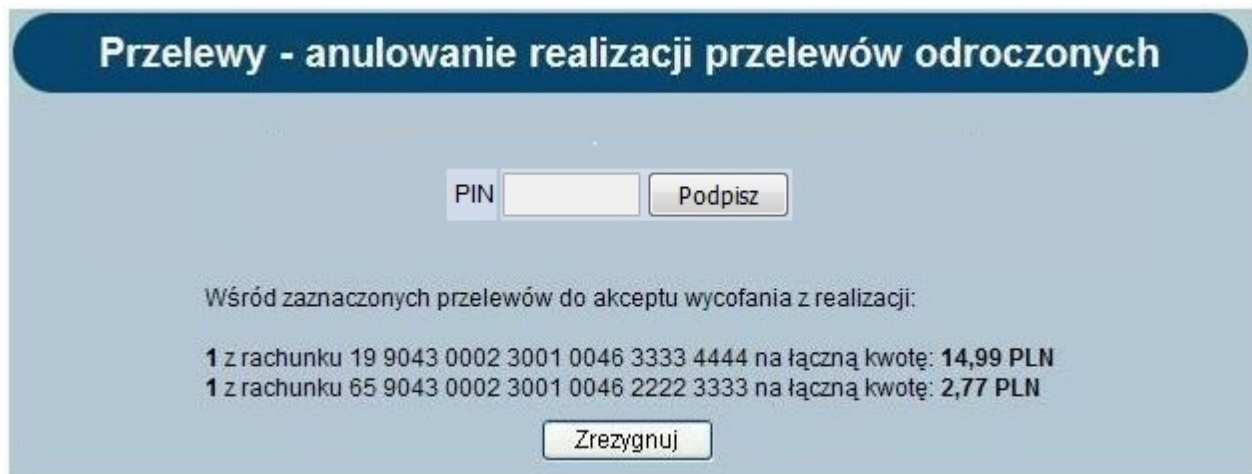 Przelewy - anulowanie realizacji przelewów odroczonych
PIN Podpisz
Wśród zaznaczonych przelewów do akceptu wycofania z realizacji:
1 z rachunku 19 9043 0002 3001 0046 3333 4444 na łączną kwotę: 14,99 PLN
1 z rachunku 65 9043 0002 3001 0046 2222 3333 na łączną kwotę: 2,77 PLN
Zrezygnuj